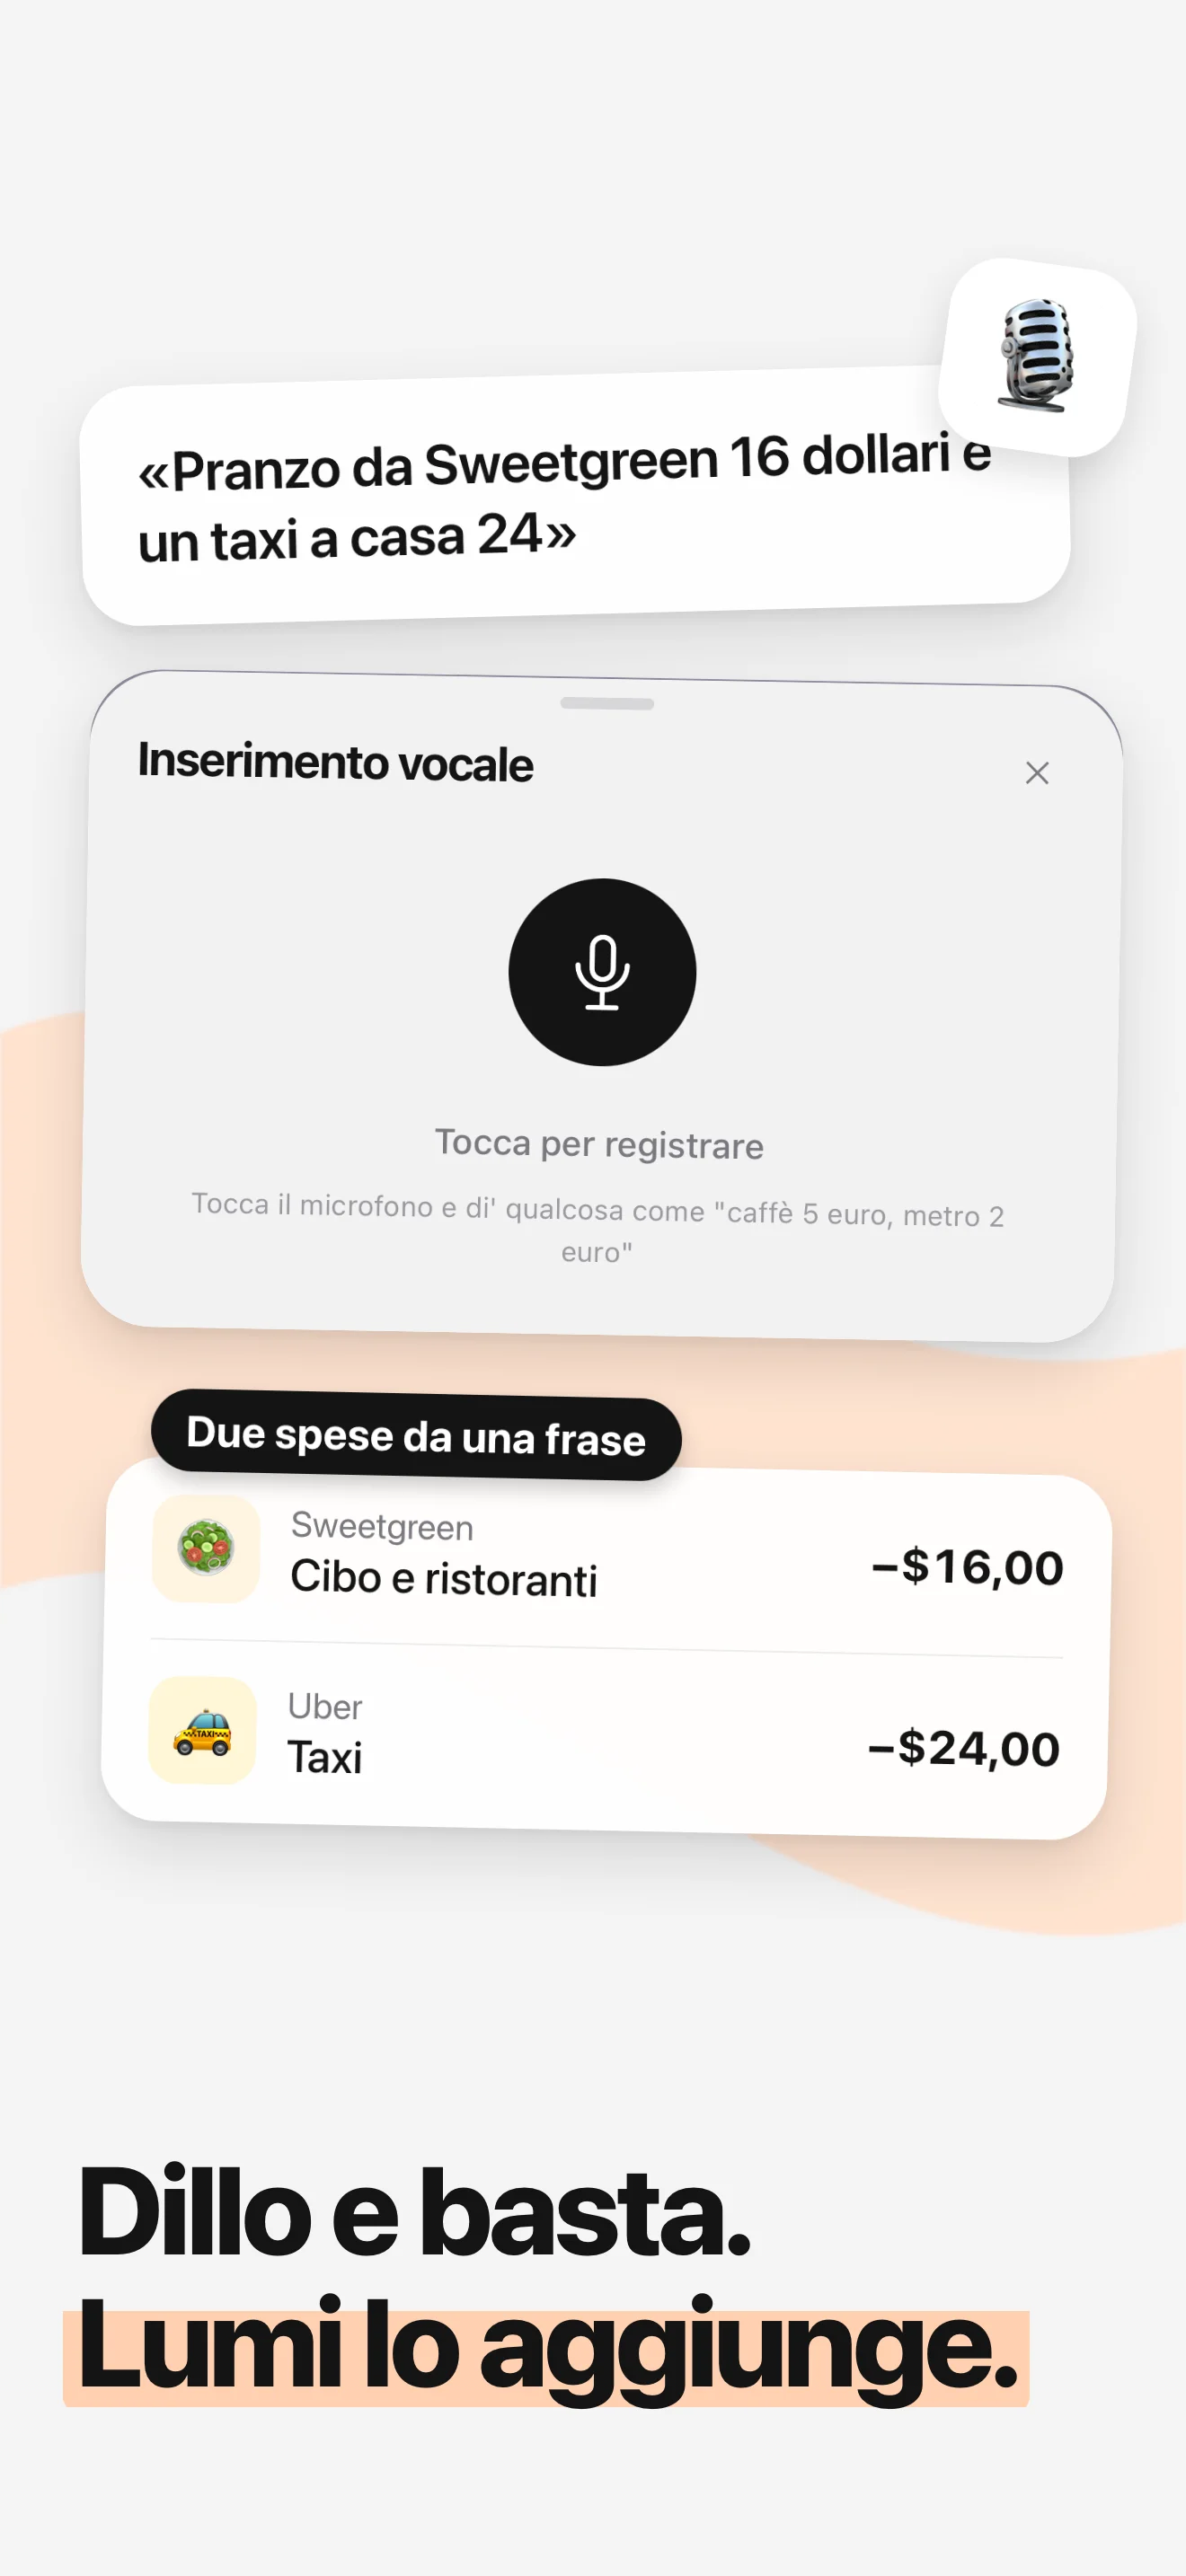 «Pranzo da Sweetgreen 16 dollari e
un taxi a casa 24»
Inserimento vocale
Tocca per registrare
Tocca il microfono e di' qualcosa come "caffè 5 euro, metro 2
euro"
Due spese da una frase
Sweetgreen
Cibo e ristoranti
–$16,00
Uber
TAXI
Taxi
–$24,00
Dillo e basta.
Lumi lo aggiunge.